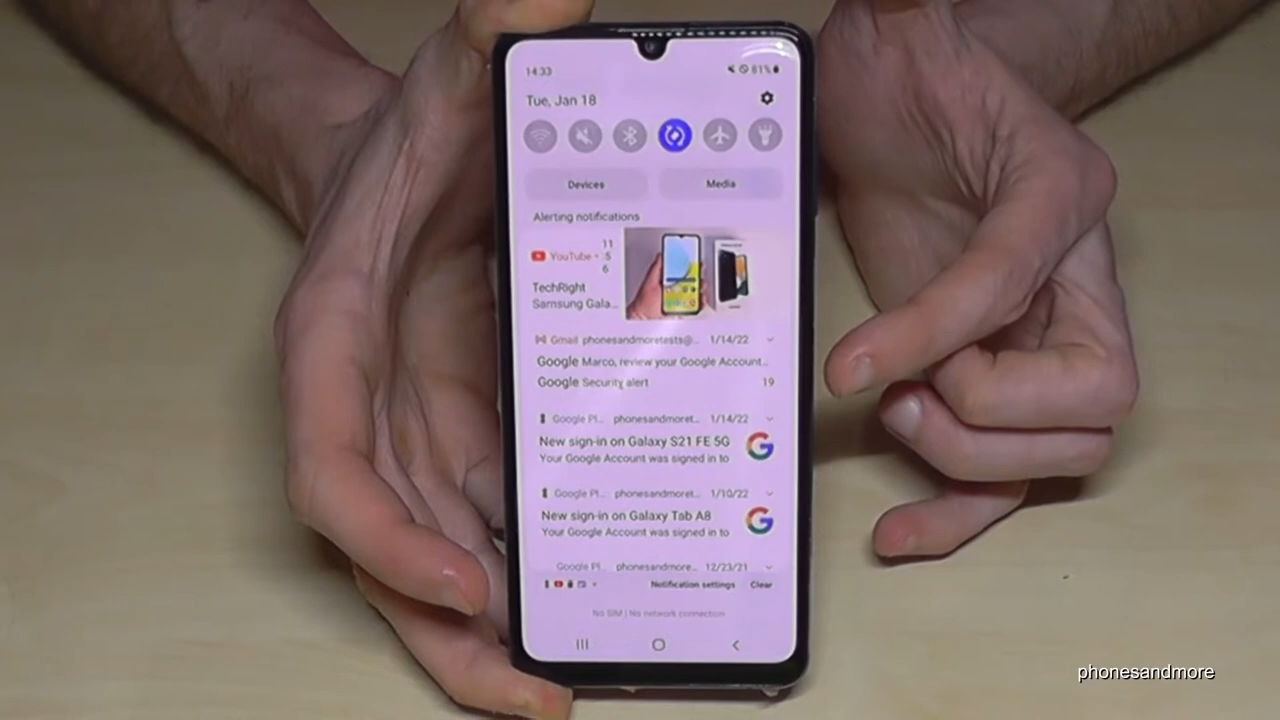 14:33 81%
Tue, Jan 18
Devices Media
Alerting notifications
YouTube • 11
5
6
TechRight
Samsung Gala...
Gmail phonesandmoretests@... 1/14/22
Google Marco, review your Google Account...
Google Security alert 19
Google Pl... phonesandmoret... 1/14/22
New sign-in on Galaxy S21 FE 5G
Your Google Account was signed in to
Google Pl... phonesandmoret... 1/10/22
New sign-in on Galaxy Tab A8
Your Google Account was signed in to
Google Pl... phonesandmore... 12/23/21
Notification settings Clear
No SIM | No network connection
phonesandmore